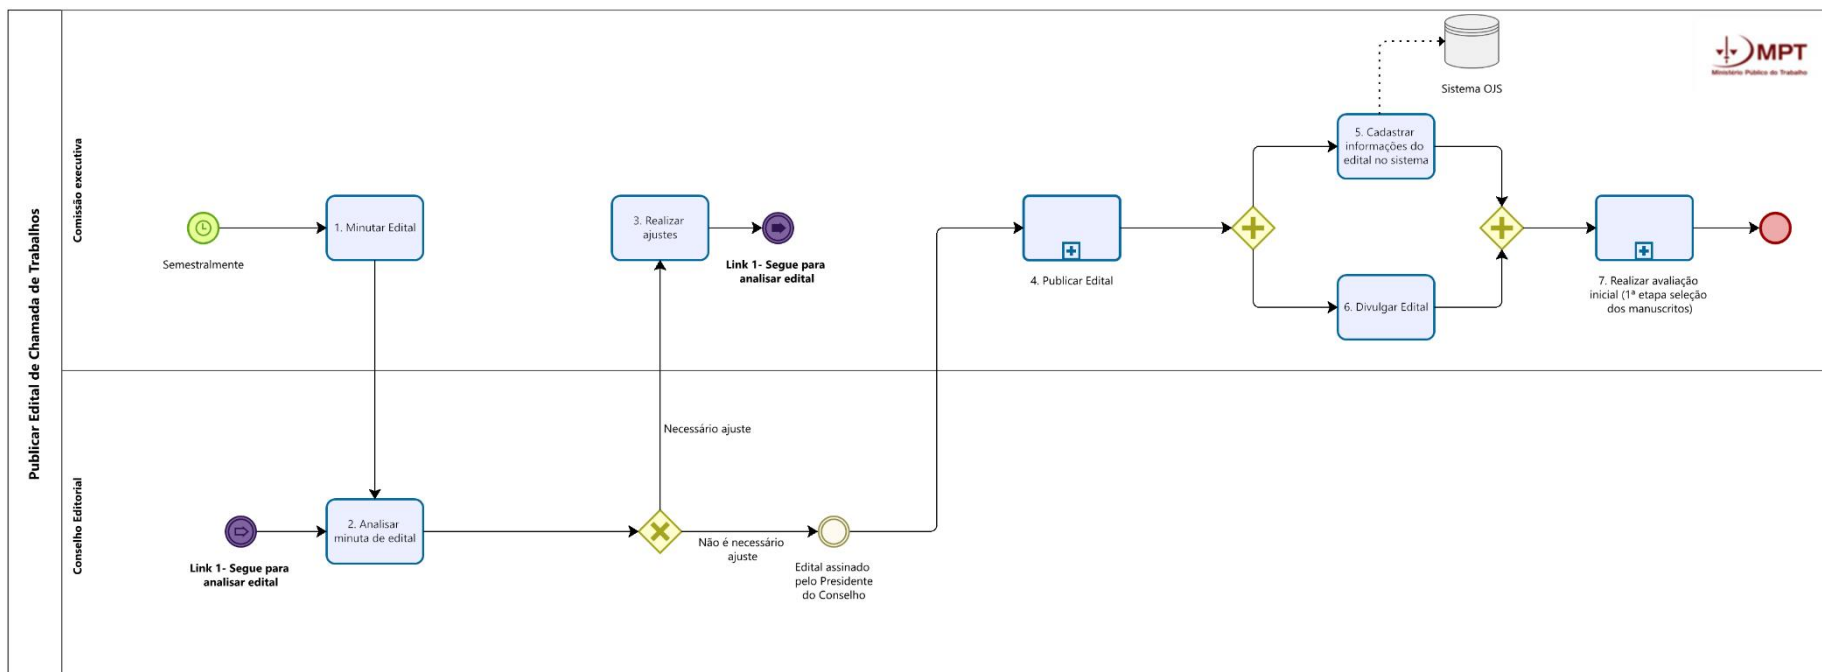 Publicar Edital de Chamada de Trabalhos
Comissão executiva
Semestralmente
1. Minutar Edital
3. Realizar
ajustes
Link 1- Segue para
analisar edital
4. Publicar Edital
Sistema OJS
5. Cadastrar
informações do
edital no sistema
6. Divulgar Edital
7. Realizar avaliação
inicial (1ª etapa seleção
dos manuscritos)
MPT
Ministério Público do Trabalho
Conselho Editorial
Link 1- Segue para
analisar edital
2. Analisar
minuta de edital
Necessário ajuste
Não é necessário
ajuste
Edital assinado
pelo Presidente
do Conselho